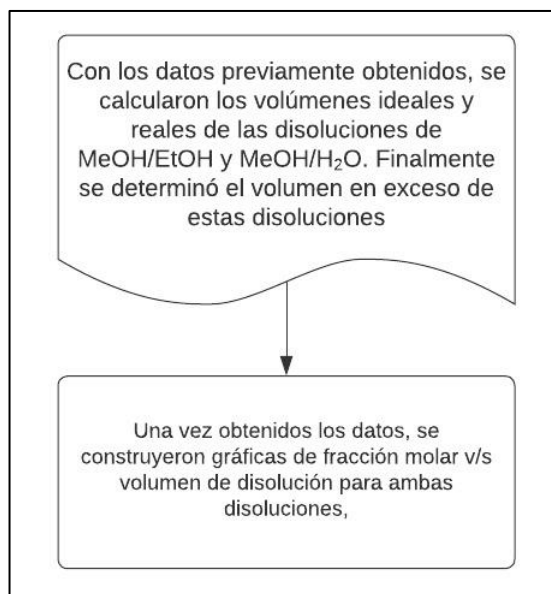 Con los datos previamente obtenidos, se
calcularon los volúmenes ideales y
reales de las disoluciones de
MeOH/EtOH y MeOH/H₂O. Finalmente
se determinó el volumen en exceso de
estas disoluciones
Una vez obtenidos los datos, se
construyeron gráficas de fracción molar v/s
volumen de disolución para ambas
disoluciones,